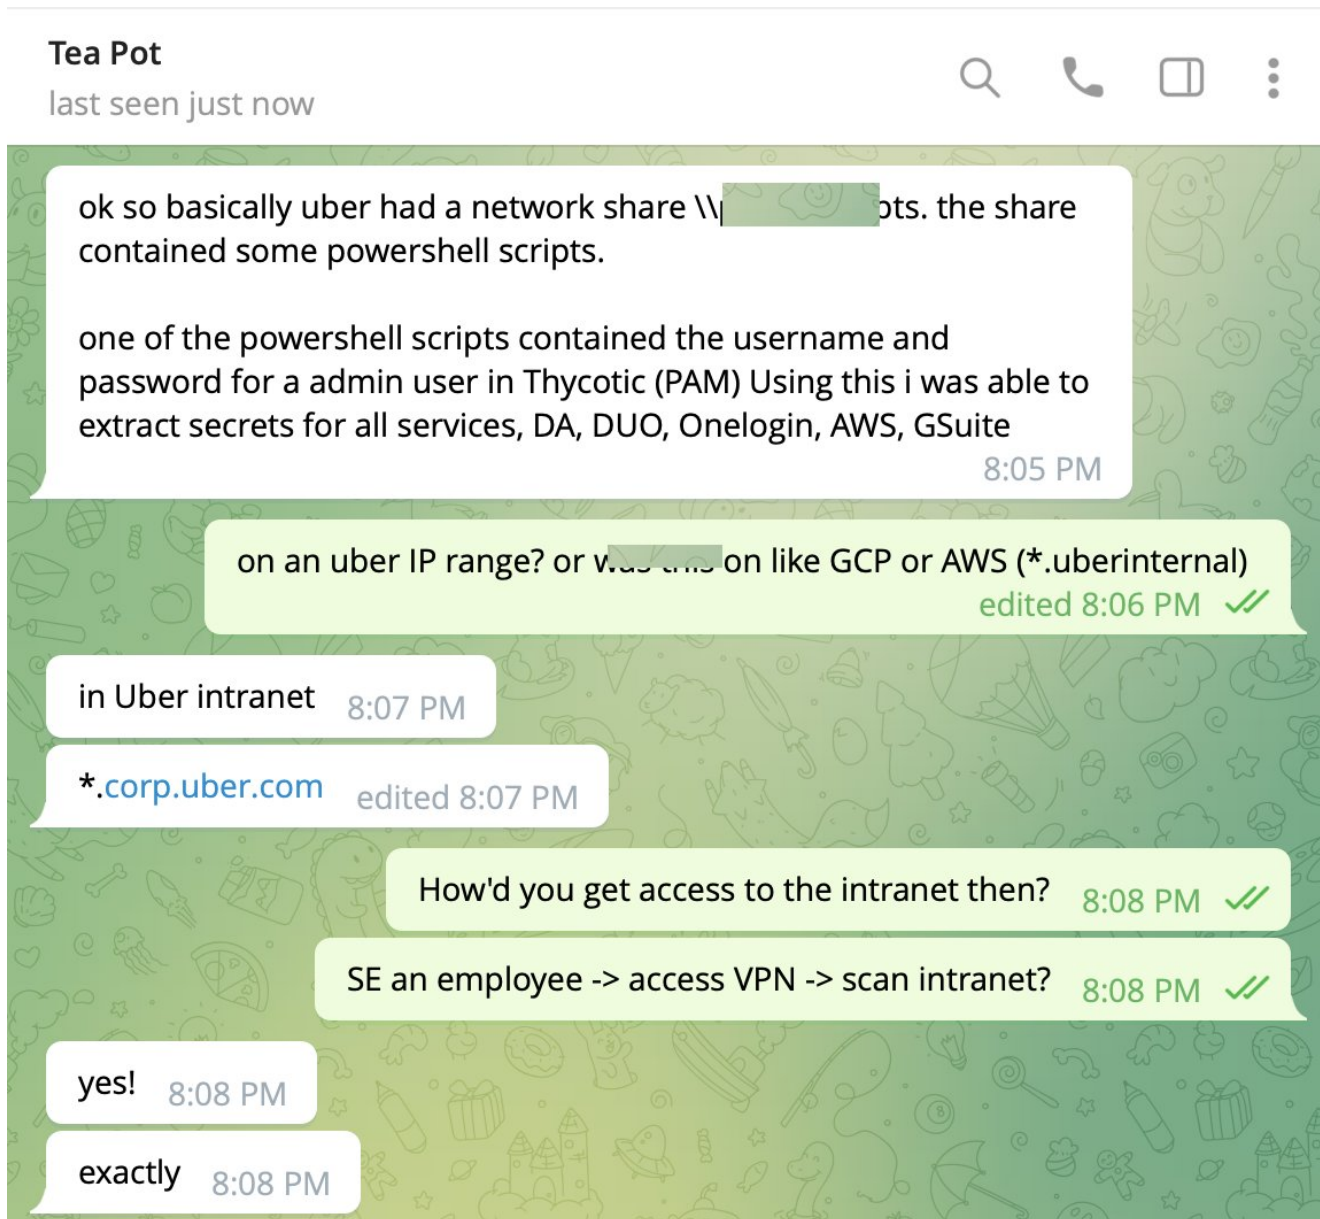 Tea Pot
last seen just now
ok so basically uber had a network share \\ ots. the share
contained some powershell scripts.
one of the powershell scripts contained the username and
password for a admin user in Thycotic (PAM) Using this i was able to
extract secrets for all services, DA, DUO, Onelogin, AWS, GSuite
8:05 PM
on an uber IP range? or was this on like GCP or AWS (*.uberinternal)
edited 8:06 PM
in Uber intranet 8:07 PM
*.corp.uber.com edited 8:07 PM
How'd you get access to the intranet then? 8:08 PM
SE an employee -> access VPN -> scan intranet? 8:08 PM
yes! 8:08 PM
exactly 8:08 PM